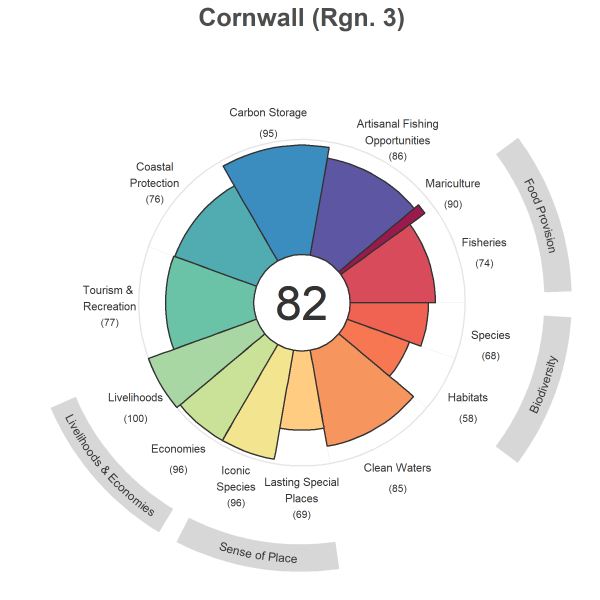 Cornwall (Rgn. 3)
Carbon Storage
(95)
Artisanal Fishing
Opportunities
(86)
Mariculture
(90)
Fisheries
(74)
Species
(68)
Habitats
(58)
Clean Waters
(85)
Lasting Special
Places
(69)
Iconic
Species
(96)
Economies
(96)
Livelihoods
(100)
Tourism &
Recreation
(77)
Coastal
Protection
(76)
82
Food Provision
Biodiversity
Sense of Place
Livelihoods & Economies